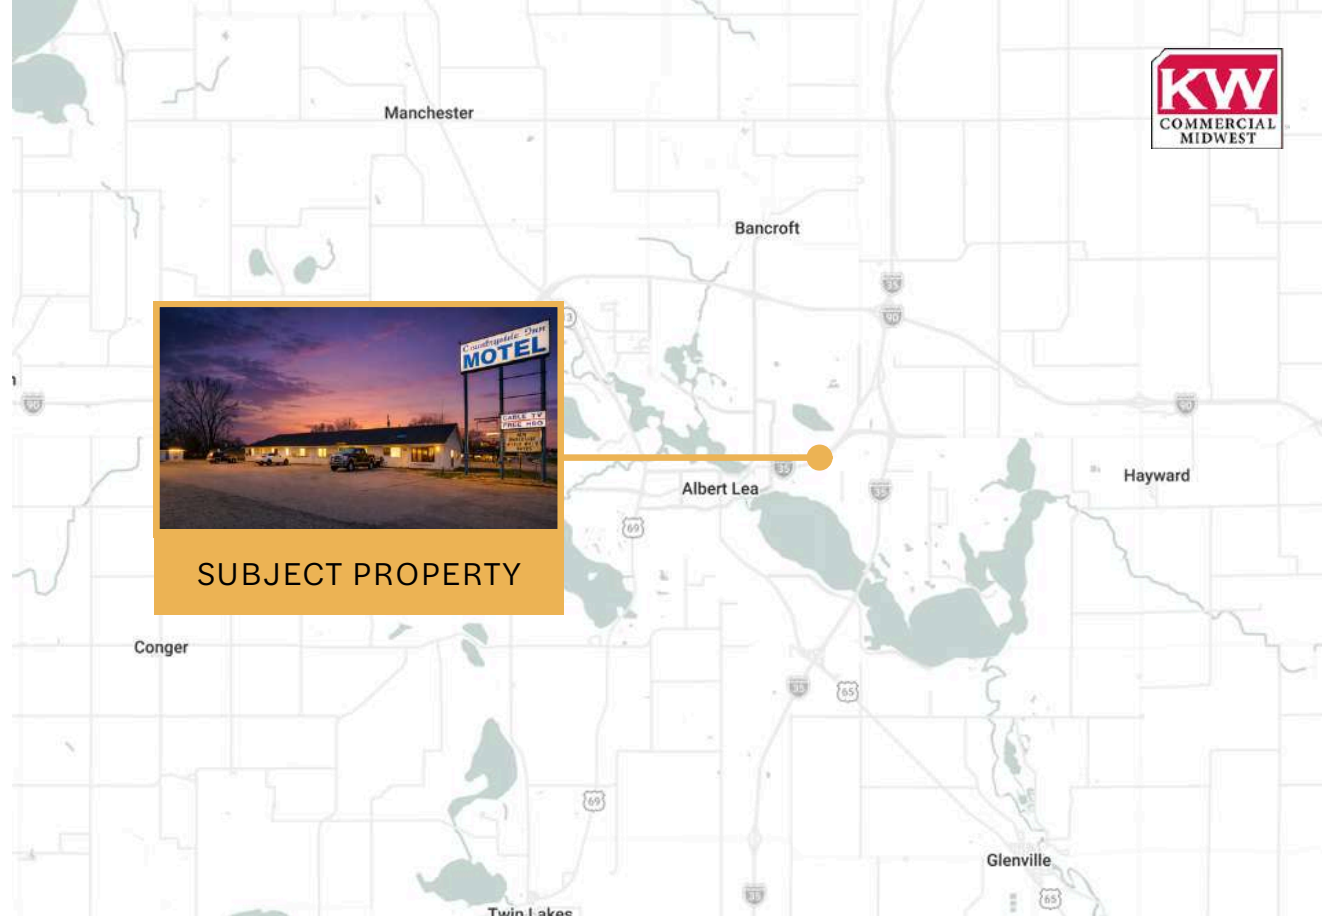 Manchester
KW
COMMERCIAL
MIDWEST
Bancroft
35
90
Countryside Inn
MOTEL
CABLE TV
FREE HBO
90
90
35
Albert Lea
Hayward
35
69
SUBJECT PROPERTY
Conger
35
65
69
Glenville
35
65
Twin Lakes